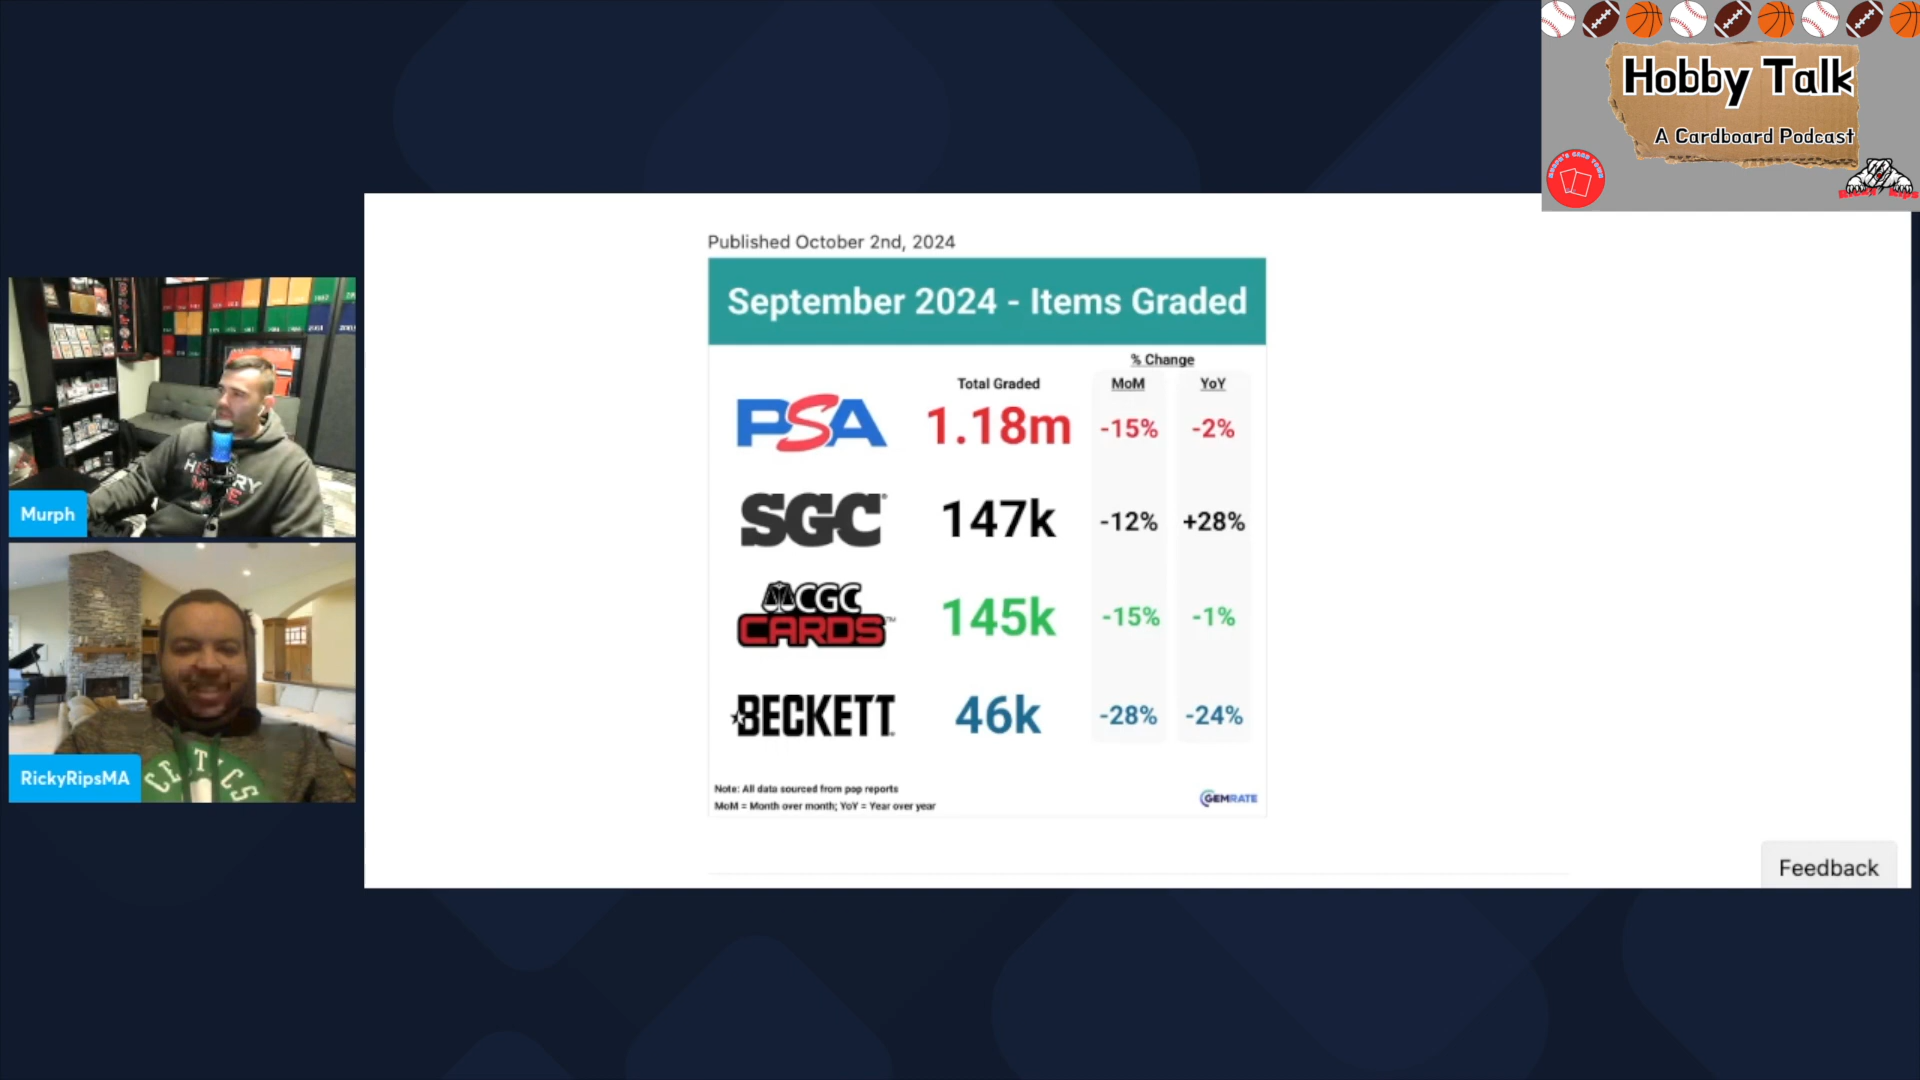 Hobby Talk
A Cardboard Podcast
Published October 2nd, 2024
September 2024 - Items Graded
% Change
Total Graded MoM YoY
PSA 1.18m -15% -2%
SGC 147k -12% +28%
CGC
CARDS™ 145k -15% -1%
BECKETT 46k -28% -24%
Note: All data sourced from pop reports
MoM = Month over month; YoY = Year over year
GEMRATE
Feedback
Murph
RickyRipsMA
CELTICS